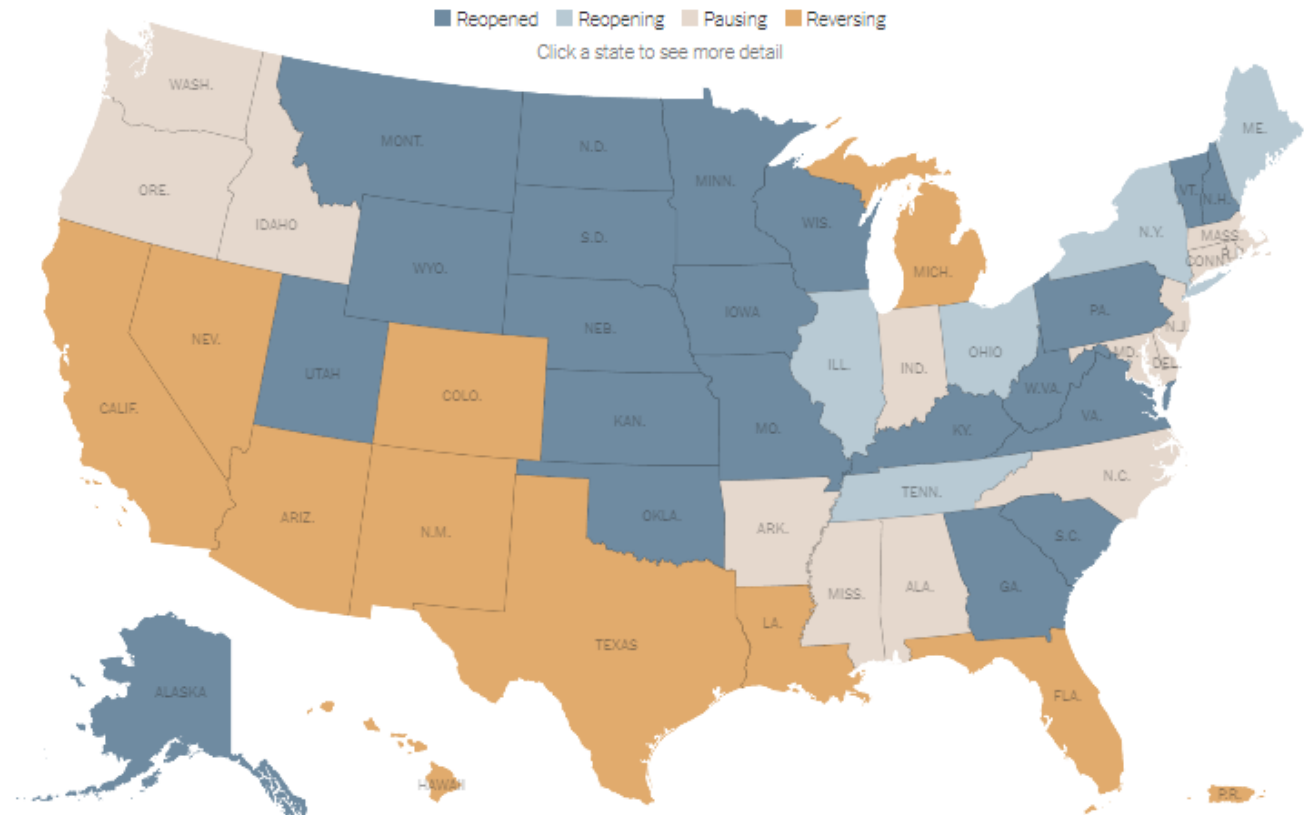 Reopened Reopening Pausing Reversing
Click a state to see more detail
WASH.
MONT.
N.D.
MINN.
ME.
ORE.
IDAHO
WYO.
S.D.
WIS.
MICH.
N.Y.
VT.
N.H.
MASS.
R.I.
CONN.
NEV.
UTAH
COLO.
NEB.
IOWA
ILL.
IND.
OHIO
PA.
N.J.
MD.
DEL.
CALIF.
KAN.
MO.
KY.
W.VA.
VA.
ARIZ.
N.M.
OKLA.
ARK.
TENN.
N.C.
S.C.
MISS.
ALA.
GA.
TEXAS
LA.
FLA.
ALASKA
HAWAII
P.R.